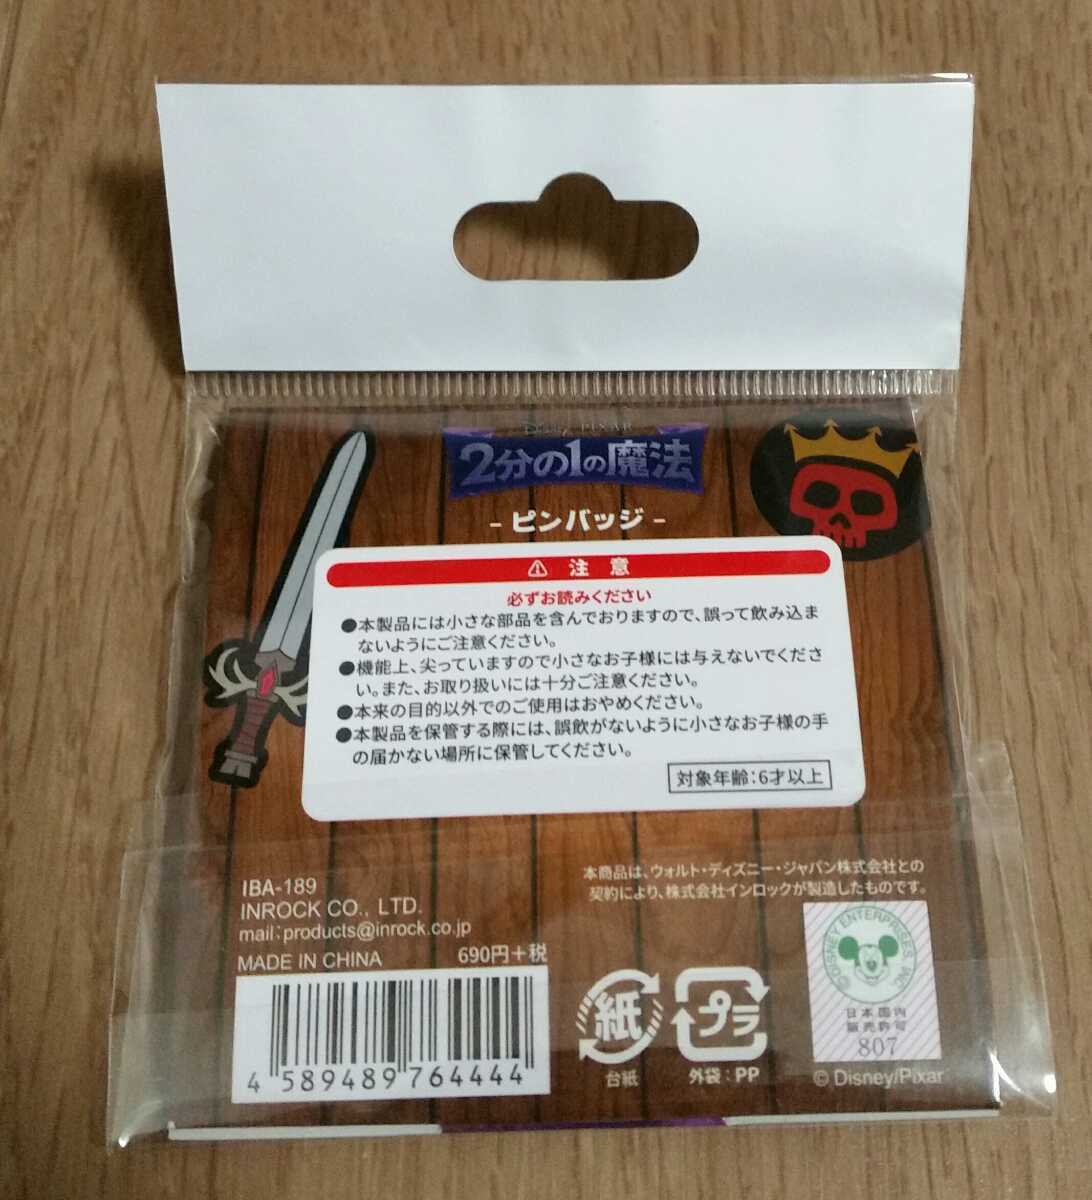 Disney PIXAR
2分の1の魔法
- ピンバッジ -
⚠ 注意
必ずお読みください
●本製品には小さな部品を含んでおりますので、誤って飲み込ま
ないようにご注意ください。
●機能上、尖っていますので小さなお子様には与えないでくださ
い。また、お取り扱いには十分ご注意ください。
●本来の目的以外でのご使用はおやめください。
●本製品を保管する際には、誤飲がないように小さなお子様の手
の届かない場所に保管してください。
対象年齢:6才以上
IBA-189
INROCK CO., LTD.
mail:products@inrock.co.jp
MADE IN CHINA 690円+税
4 589489 764444
本商品は、ウォルト・ディズニー・ジャパン株式会社との
契約により、株式会社インロックが製造したものです。
紙
台紙
プラ
外袋:PP
© DISNEY ENTERPRISES, INC.
日本国内
販売許可
807
© Disney/Pixar